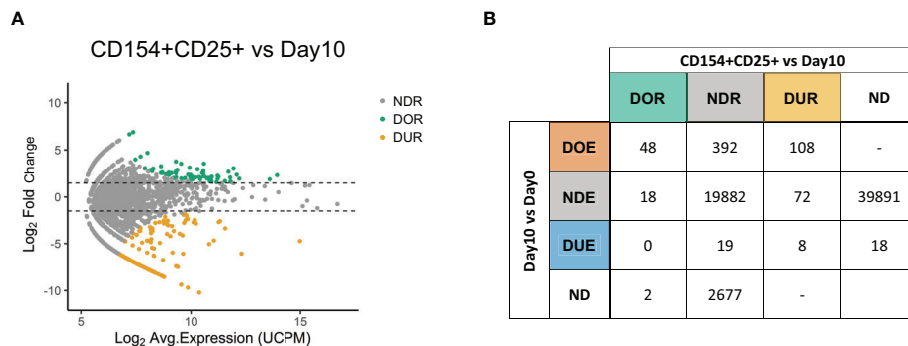 A
CD154+CD25+ vs Day10
10
5
0
-5
-10
Log2 Fold Change
5
10
15
Log2 Avg.Expression (UCPM)
NDR
DOR
DUR
B
CD154+CD25+ vs Day10
DOR NDR DUR ND
Day10 vs Day0
DOE 48 392 108 -
NDE 18 19882 72 39891
DUE 0 19 8 18
ND 2 2677 -